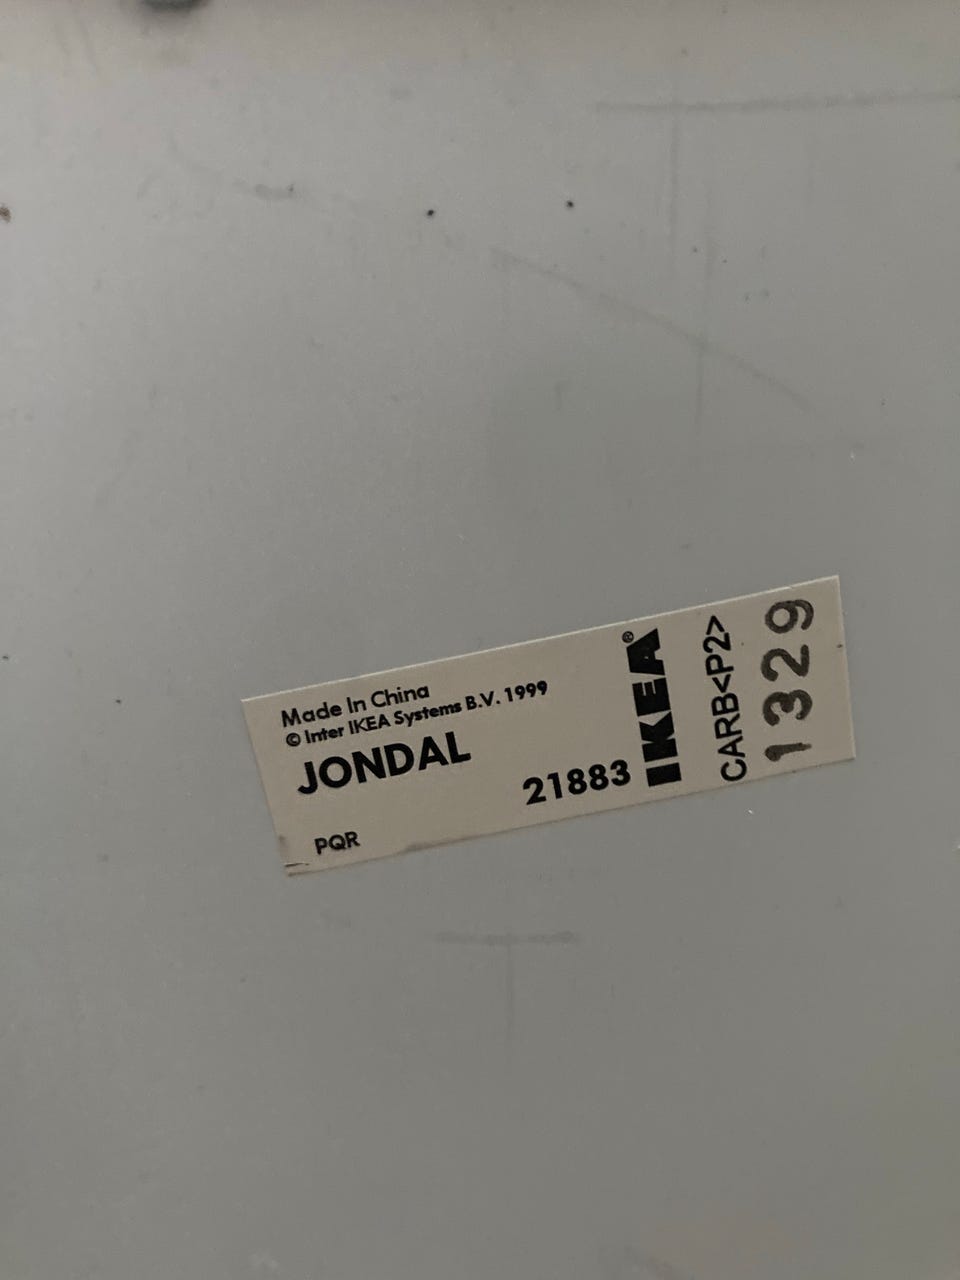 Made In China
© Inter IKEA Systems B.V. 1999
JONDAL
21883
PQR
IKEA®
CARB<P2>
1329